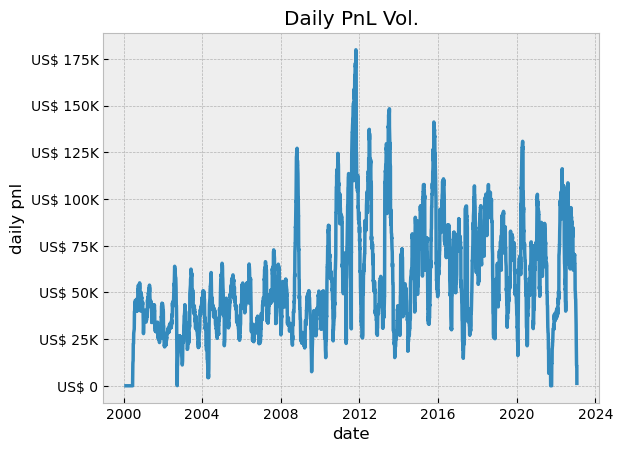 Daily PnL Vol.
US$ 175K
US$ 150K
US$ 125K
US$ 100K
US$ 75K
US$ 50K
US$ 25K
US$ 0
daily pnl
2000 2004 2008 2012 2016 2020 2024
date